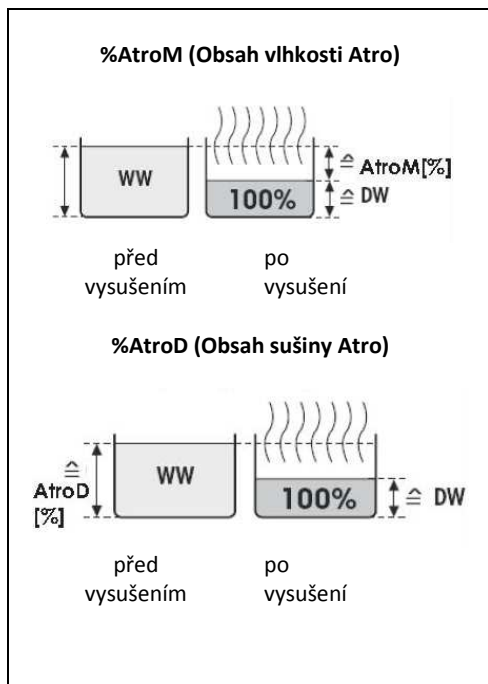 %AtroM (Obsah vlhkosti Atro)
WW
100%
≙ AtroM[%]
≙ DW
před
vysušením
po
vysušení
%AtroD (Obsah sušiny Atro)
≙
AtroD
[%]
WW
100%
≙ DW
před
vysušením
po
vysušení